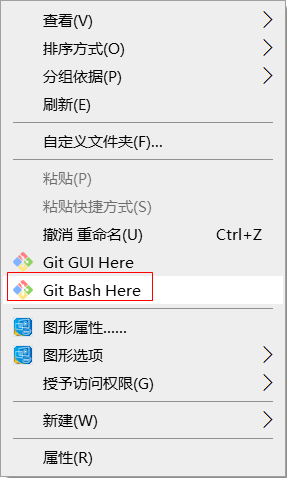 查看(V)
排序方式(O)
分组依据(P)
刷新(E)
自定义文件夹(F)...
粘贴(P)
粘贴快捷方式(S)
撤消 重命名(U) Ctrl+Z
Git GUI Here
Git Bash Here
图形属性......
图形选项
授予访问权限(G)
新建(W)
属性(R)